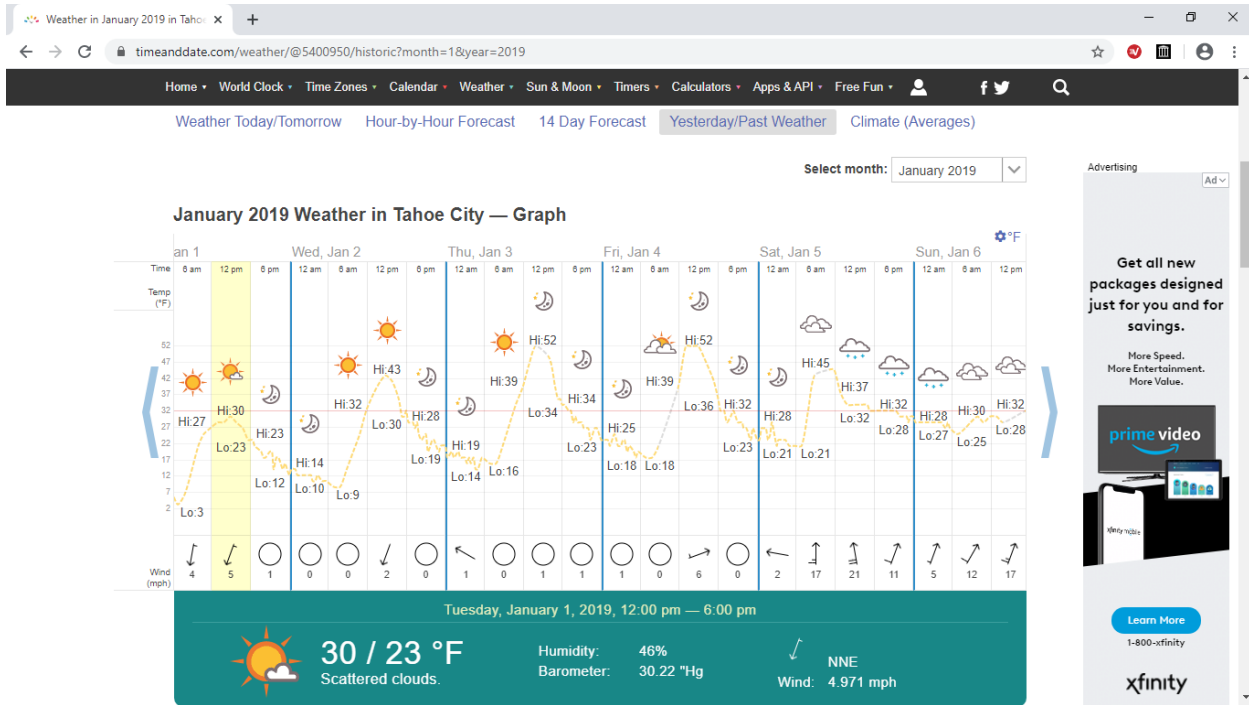 Weather in January 2019 in Taho
timeanddate.com/weather/@5400950/historic?month=1&year=2019
Home World Clock Time Zones Calendar Weather Sun & Moon Timers Calculators Apps & API Free Fun
Weather Today/Tomorrow Hour-by-Hour Forecast 14 Day Forecast Yesterday/Past Weather Climate (Averages)
Select month: January 2019
Advertising
Ad
January 2019 Weather in Tahoe City — Graph
°F
an 1 Wed, Jan 2 Thu, Jan 3 Fri, Jan 4 Sat, Jan 5 Sun, Jan 6
Time 6 am 12 pm 6 pm 12 am 6 am 12 pm 6 pm 12 am 6 am 12 pm 6 pm 12 am 6 am 12 pm 6 pm 12 am 6 am 12 pm 6 pm 12 am 6 am 12 pm
Temp
(°F)
52
47
42
37
32
27
22
17
12
7
2
Hi:27 Hi:30 Hi:23 Hi:14 Hi:32 Hi:43 Hi:28 Hi:19 Hi:39 Hi:52 Hi:34 Hi:25 Hi:39 Hi:52 Hi:32 Hi:28 Hi:45 Hi:37 Hi:32 Hi:28 Hi:30 Hi:32
Lo:3 Lo:23 Lo:12 Lo:10 Lo:9 Lo:30 Lo:19 Lo:14 Lo:16 Lo:34 Lo:23 Lo:18 Lo:18 Lo:36 Lo:23 Lo:21 Lo:21 Lo:32 Lo:28 Lo:27 Lo:25 Lo:28
Wind
(mph)
4 5 1 0 0 2 0 1 0 1 1 1 0 6 0 2 17 21 11 5 12 17
Tuesday, January 1, 2019, 12:00 pm — 6:00 pm
30 / 23 °F
Scattered clouds.
Humidity: 46%
Barometer: 30.22 "Hg
NNE
Wind: 4.971 mph
Get all new
packages designed
just for you and for
savings.
More Speed.
More Entertainment.
More Value.
prime video
xfinity mobile
Learn More
1-800-xfinity
xfinity